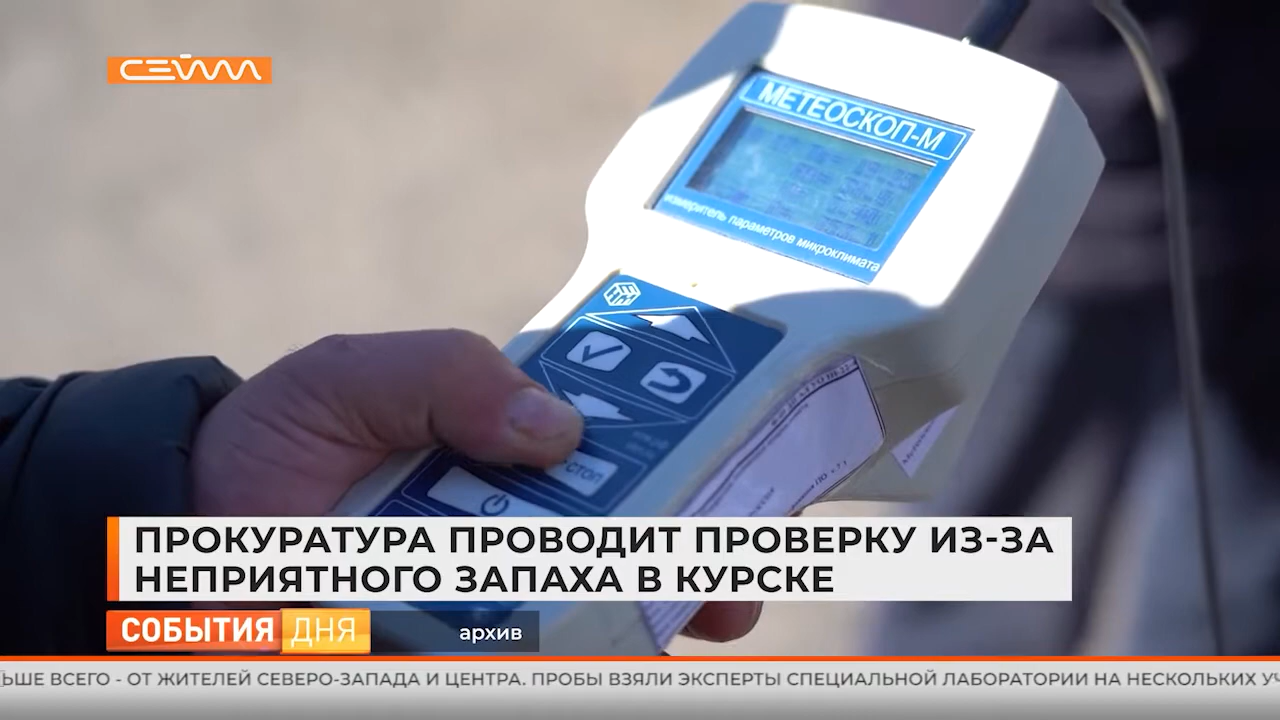 СЕЙМ
МЕТЕОСКОП-М
измеритель параметров микроклимата
СТОП
ПРОКУРАТУРА ПРОВОДИТ ПРОВЕРКУ ИЗ-ЗА
НЕПРИЯТНОГО ЗАПАХА В КУРСКЕ
СОБЫТИЯ ДНЯ
архив
ЬШЕ ВСЕГО - ОТ ЖИТЕЛЕЙ СЕВЕРО-ЗАПАДА И ЦЕНТРА. ПРОБЫ ВЗЯЛИ ЭКСПЕРТЫ СПЕЦИАЛЬНОЙ ЛАБОРАТОРИИ НА НЕСКОЛЬКИХ УЧ